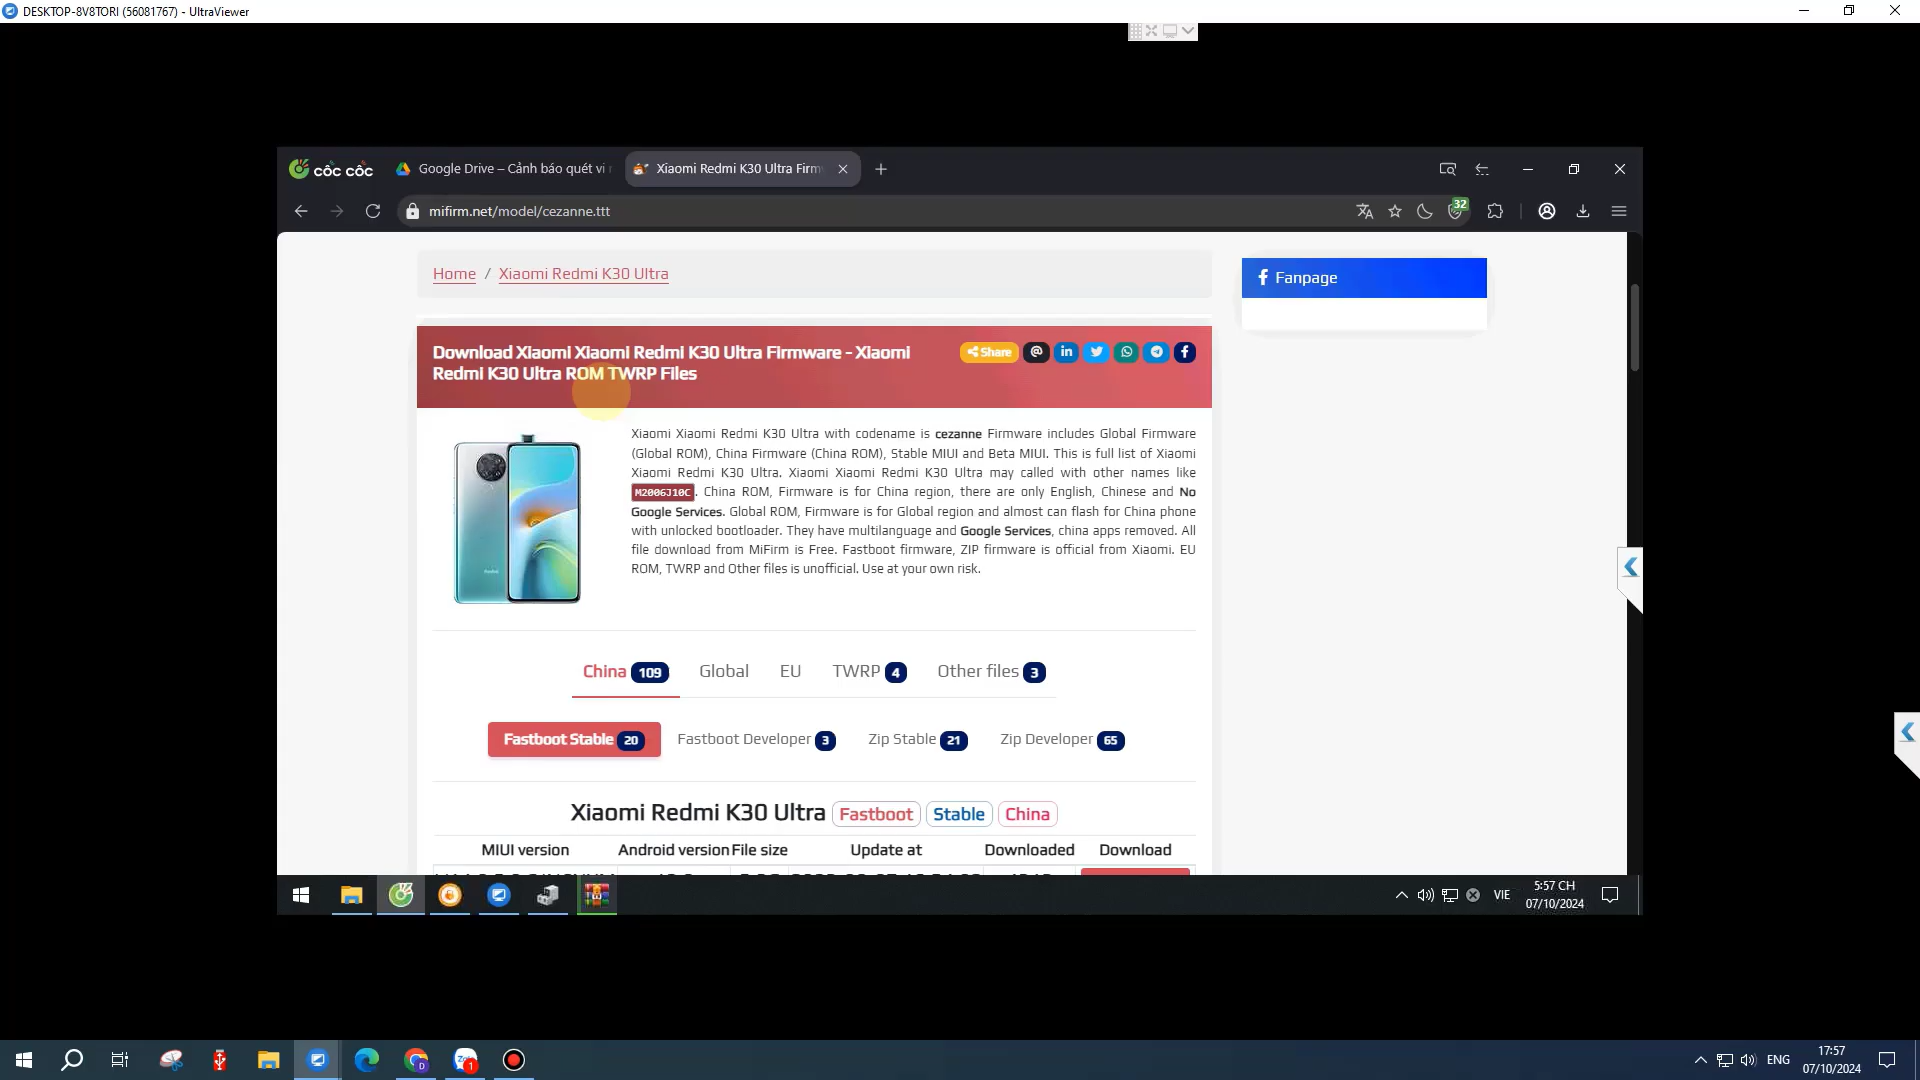 DESKTOP-8V8TORI (56081767) - UltraViewer
cốc cốc
Google Drive – Cảnh báo quét vi
Xiaomi Redmi K30 Ultra Firm
mifirm.net/model/cezanne.ttt
32
Home / Xiaomi Redmi K30 Ultra
Fanpage
Download Xiaomi Xiaomi Redmi K30 Ultra Firmware - Xiaomi
Redmi K30 Ultra ROM TWRP Files
Share
Xiaomi Xiaomi Redmi K30 Ultra with codename is cezanne Firmware includes Global Firmware
(Global ROM), China Firmware (China ROM), Stable MIUI and Beta MIUI. This is full list of Xiaomi
Xiaomi Redmi K30 Ultra. Xiaomi Xiaomi Redmi K30 Ultra may called with other names like
M2006J10C. China ROM, Firmware is for China region, there are only English, Chinese and No
Google Services. Global ROM, Firmware is for Global region and almost can flash for China phone
with unlocked bootloader. They have multilanguage and Google Services, china apps removed. All
file download from MiFirm is Free. Fastboot firmware, ZIP firmware is official from Xiaomi. EU
ROM, TWRP and Other files is unofficial. Use at your own risk.
China 109 Global EU TWRP 4 Other files 3
Fastboot Stable 20 Fastboot Developer 3 Zip Stable 21 Zip Developer 65
Xiaomi Redmi K30 Ultra Fastboot Stable China
MIUI version Android version File size Update at Downloaded Download
VIE
5:57 CH
07/10/2024
Zalo
1
D
ENG
17:57
07/10/2024